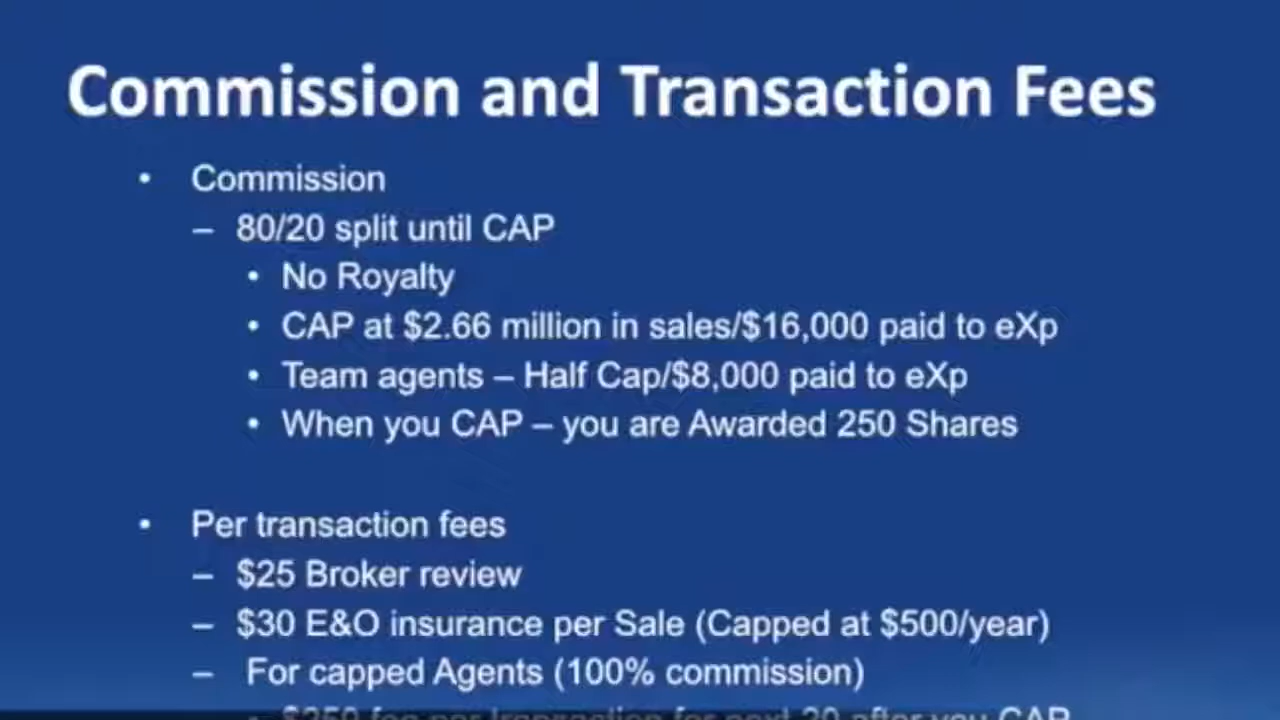 Commission and Transaction Fees
• Commission
– 80/20 split until CAP
• No Royalty
• CAP at $2.66 million in sales/$16,000 paid to eXp
• Team agents – Half Cap/$8,000 paid to eXp
• When you CAP – you are Awarded 250 Shares
• Per transaction fees
– $25 Broker review
– $30 E&O insurance per Sale (Capped at $500/year)
– For capped Agents (100% commission)
• $250 fee per transaction for next 20 after you CAP